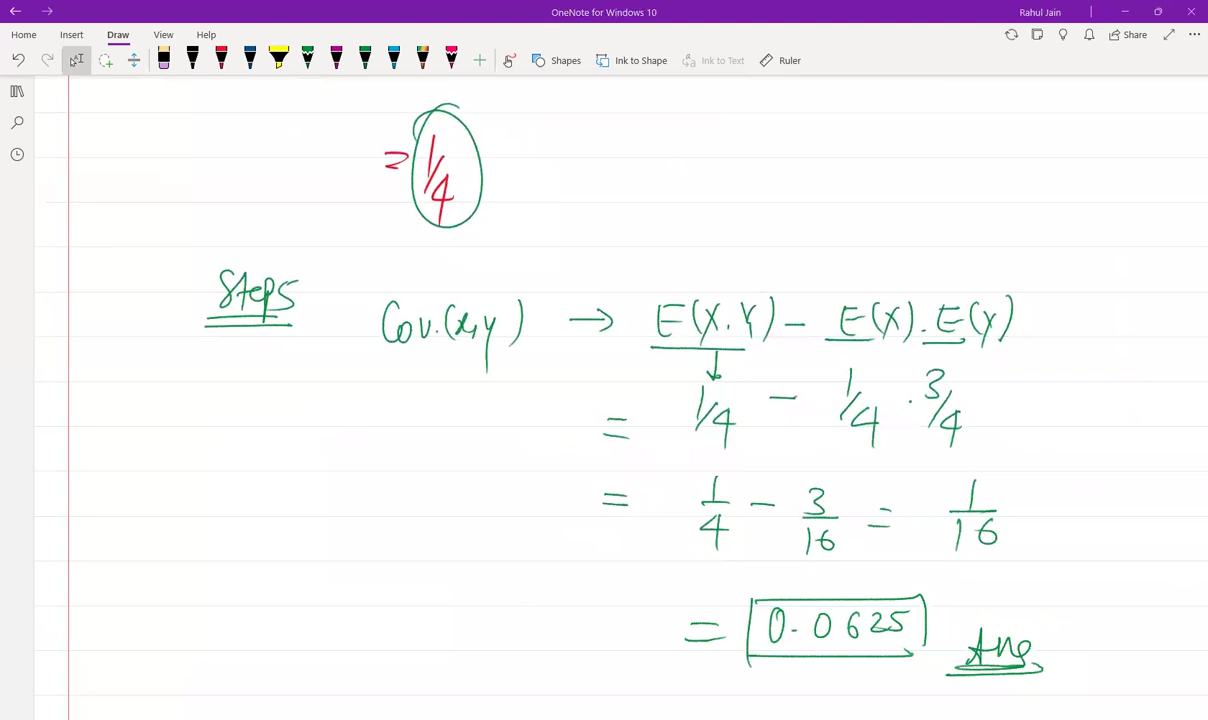 OneNote for Windows 10
Rahul Jain
Home Insert Draw View Help
Share
Shapes Ink to Shape Ink to Text Ruler
= 1/4
Step 5
Cov.(x,y) → E(X.Y) - E(X).E(Y)
= 1/4 - 1/4 . 3/4
= 1/4 - 3/16 = 1/16
= 0.0625
Ans